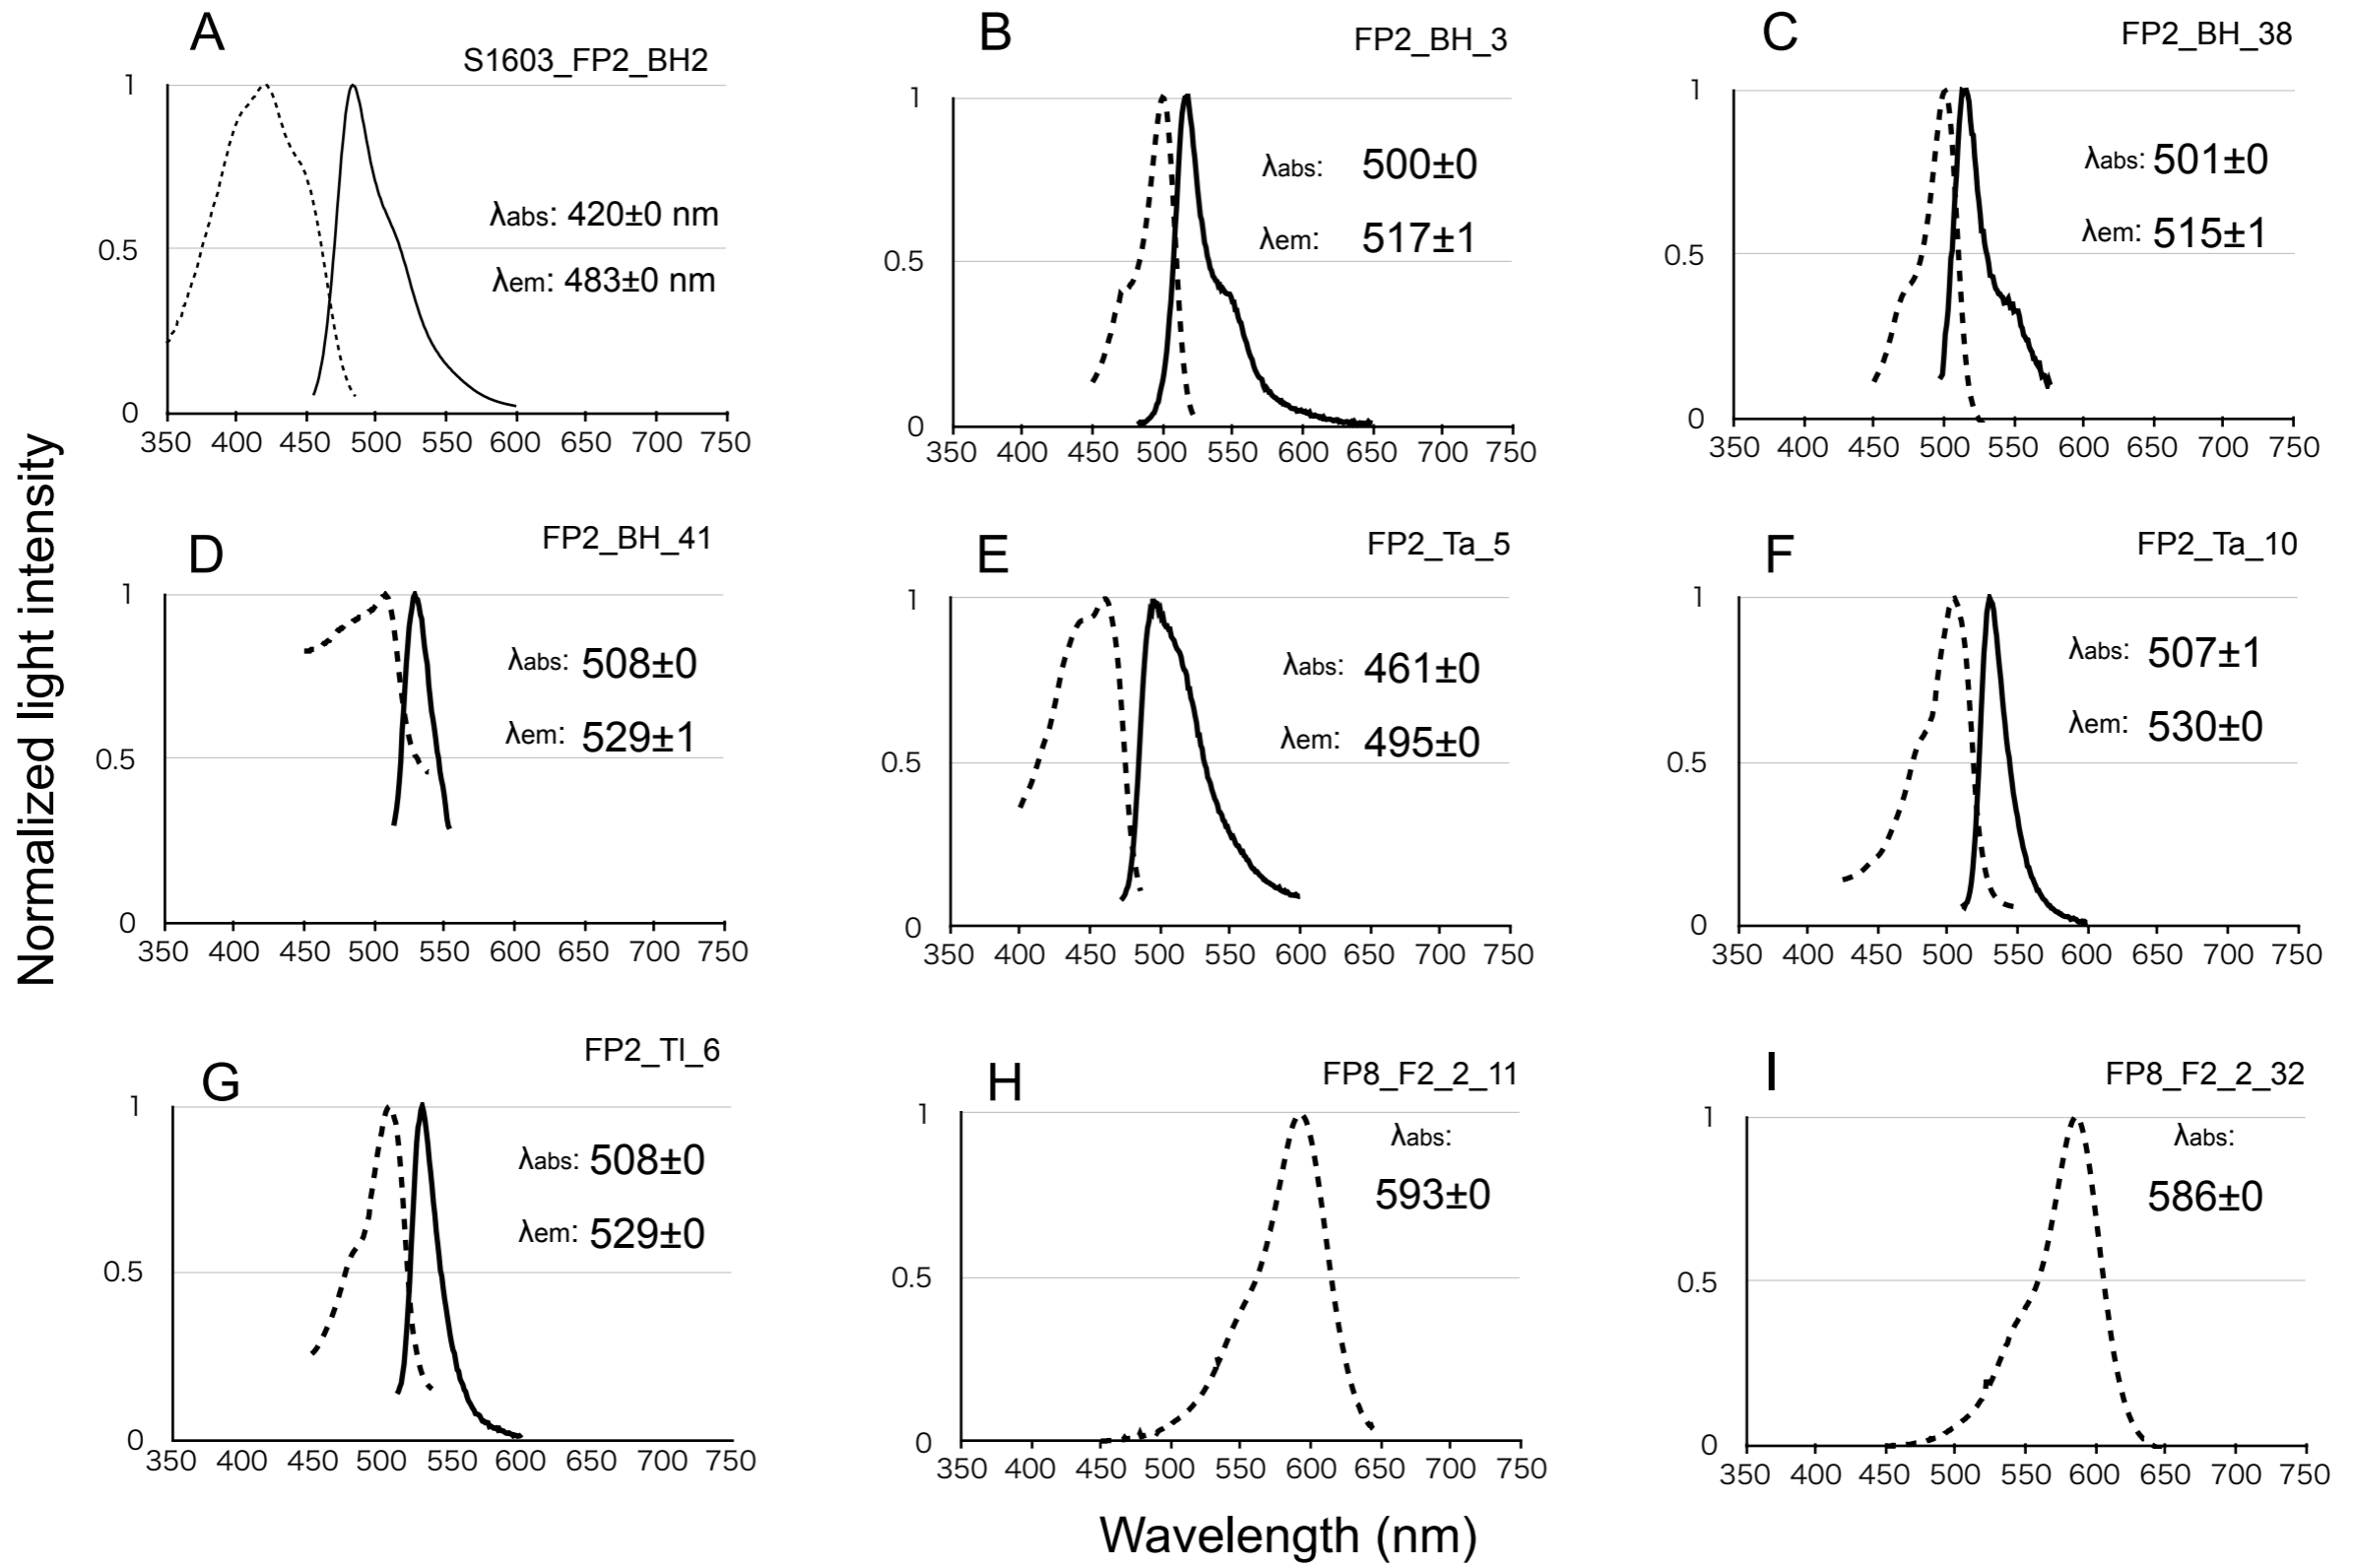 A
S1603_FP2_BH2
1
0.5
0
λabs: 420±0 nm
λem: 483±0 nm
350 400 450 500 550 600 650 700 750
B
FP2_BH_3
1
0.5
0
λabs: 500±0
λem: 517±1
350 400 450 500 550 600 650 700 750
C
FP2_BH_38
1
0.5
0
λabs: 501±0
λem: 515±1
350 400 450 500 550 600 650 700 750
Normalized light intensity
D
FP2_BH_41
1
0.5
0
λabs: 508±0
λem: 529±1
350 400 450 500 550 600 650 700 750
E
FP2_Ta_5
1
0.5
0
λabs: 461±0
λem: 495±0
350 400 450 500 550 600 650 700 750
F
FP2_Ta_10
1
0.5
0
λabs: 507±1
λem: 530±0
350 400 450 500 550 600 650 700 750
G
FP2_Tl_6
1
0.5
0
λabs: 508±0
λem: 529±0
350 400 450 500 550 600 650 700 750
H
FP8_F2_2_11
1
0.5
0
λabs:
593±0
350 400 450 500 550 600 650 700 750
I
FP8_F2_2_32
1
0.5
0
λabs:
586±0
350 400 450 500 550 600 650 700 750
Wavelength (nm)